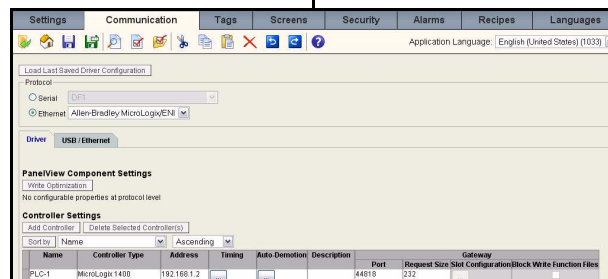 Settings Communication Tags Screens Security Alarms Recipes Languages
Application Language: English (United States) (1033)
Load Last Saved Driver Configuration
Protocol
Serial DF1
Ethernet Allen-Bradley MicroLogix/ENI
Driver USB / Ethernet
PanelView Component Settings
Write Optimization
No configurable properties at protocol level
Controller Settings
Add Controller Delete Selected Controller(s)
Sort by Name Ascending
Name Controller Type Address Timing Auto-Demotion Description Gateway
Port Request Size Slot Configuration Block Write Function Files
PLC-1 MicroLogix 1400 192.168.1.2 ... ... 44818 232